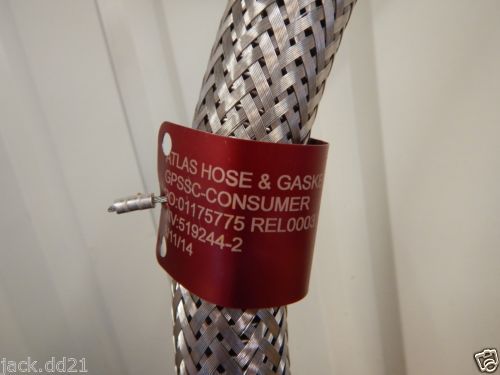 ATLAS HOSE & GASKE
GPSSC-CONSUMER
O:01175775 REL0003
V:519244-2
11/14
jack.dd21